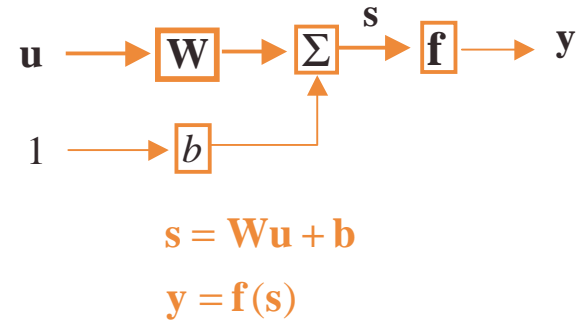 s
u W Σ f y
1 b
s = Wu + b
y = f(s)